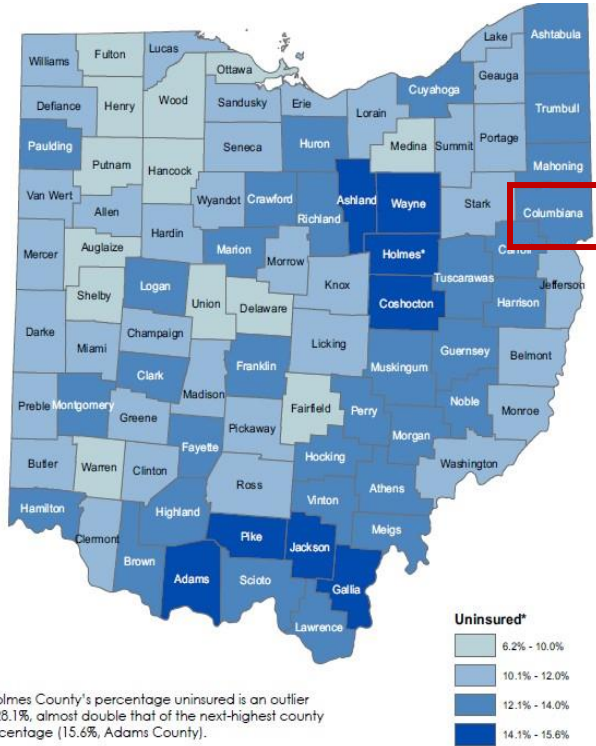 Lake
Ashtabula
Williams
Fulton
Lucas
Ottawa
Geauga
Cuyahoga
Defiance
Henry
Wood
Sandusky
Erie
Lorain
Trumbull
Paulding
Putnam
Hancock
Seneca
Huron
Medina
Summit
Portage
Mahoning
Van Wert
Allen
Wyandot
Crawford
Richland
Ashland
Wayne
Stark
Columbiana
Mercer
Auglaize
Hardin
Marion
Morrow
Holmes*
Tuscarawas
Jefferson
Shelby
Logan
Union
Delaware
Knox
Coshocton
Harrison
Darke
Miami
Champaign
Licking
Guernsey
Belmont
Clark
Madison
Franklin
Muskingum
Preble
Montgomery
Greene
Pickaway
Fairfield
Perry
Noble
Monroe
Morgan
Butler
Warren
Clinton
Fayette
Ross
Hocking
Athens
Washington
Hamilton
Highland
Vinton
Clermont
Brown
Pike
Jackson
Meigs
Adams
Scioto
Gallia
Lawrence
Uninsured*
6.2% - 10.0%
10.1% - 12.0%
12.1% - 14.0%
14.1% - 15.6%
olmes County's percentage uninsured is an outlier
28.1%, almost double that of the next-highest county
rcentage (15.6%, Adams County).